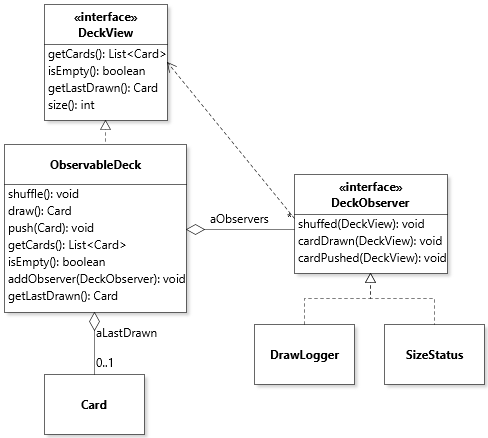 «interface»
DeckView
getCards(): List<Card>
isEmpty(): boolean
getLastDrawn(): Card
size(): int
ObservableDeck
shuffle(): void
draw(): Card
push(Card): void
getCards(): List<Card>
isEmpty(): boolean
addObserver(DeckObserver): void
getLastDrawn(): Card
aObservers
«interface»
DeckObserver
shuffed(DeckView): void
cardDrawn(DeckView): void
cardPushed(DeckView): void
aLastDrawn
0..1
Card
DrawLogger
SizeStatus